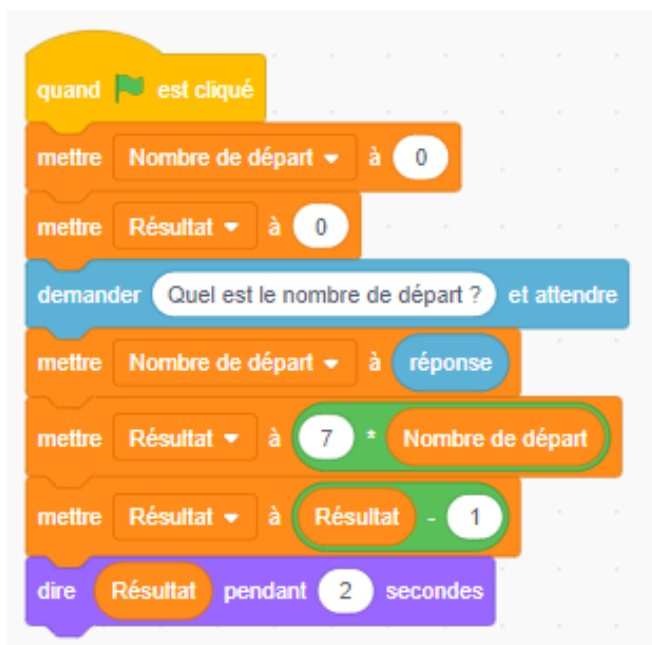 quand est cliqué
mettre Nombre de départ à 0
mettre Résultat à 0
demander Quel est le nombre de départ ? et attendre
mettre Nombre de départ à réponse
mettre Résultat à 7 * Nombre de départ
mettre Résultat à Résultat - 1
dire Résultat pendant 2 secondes